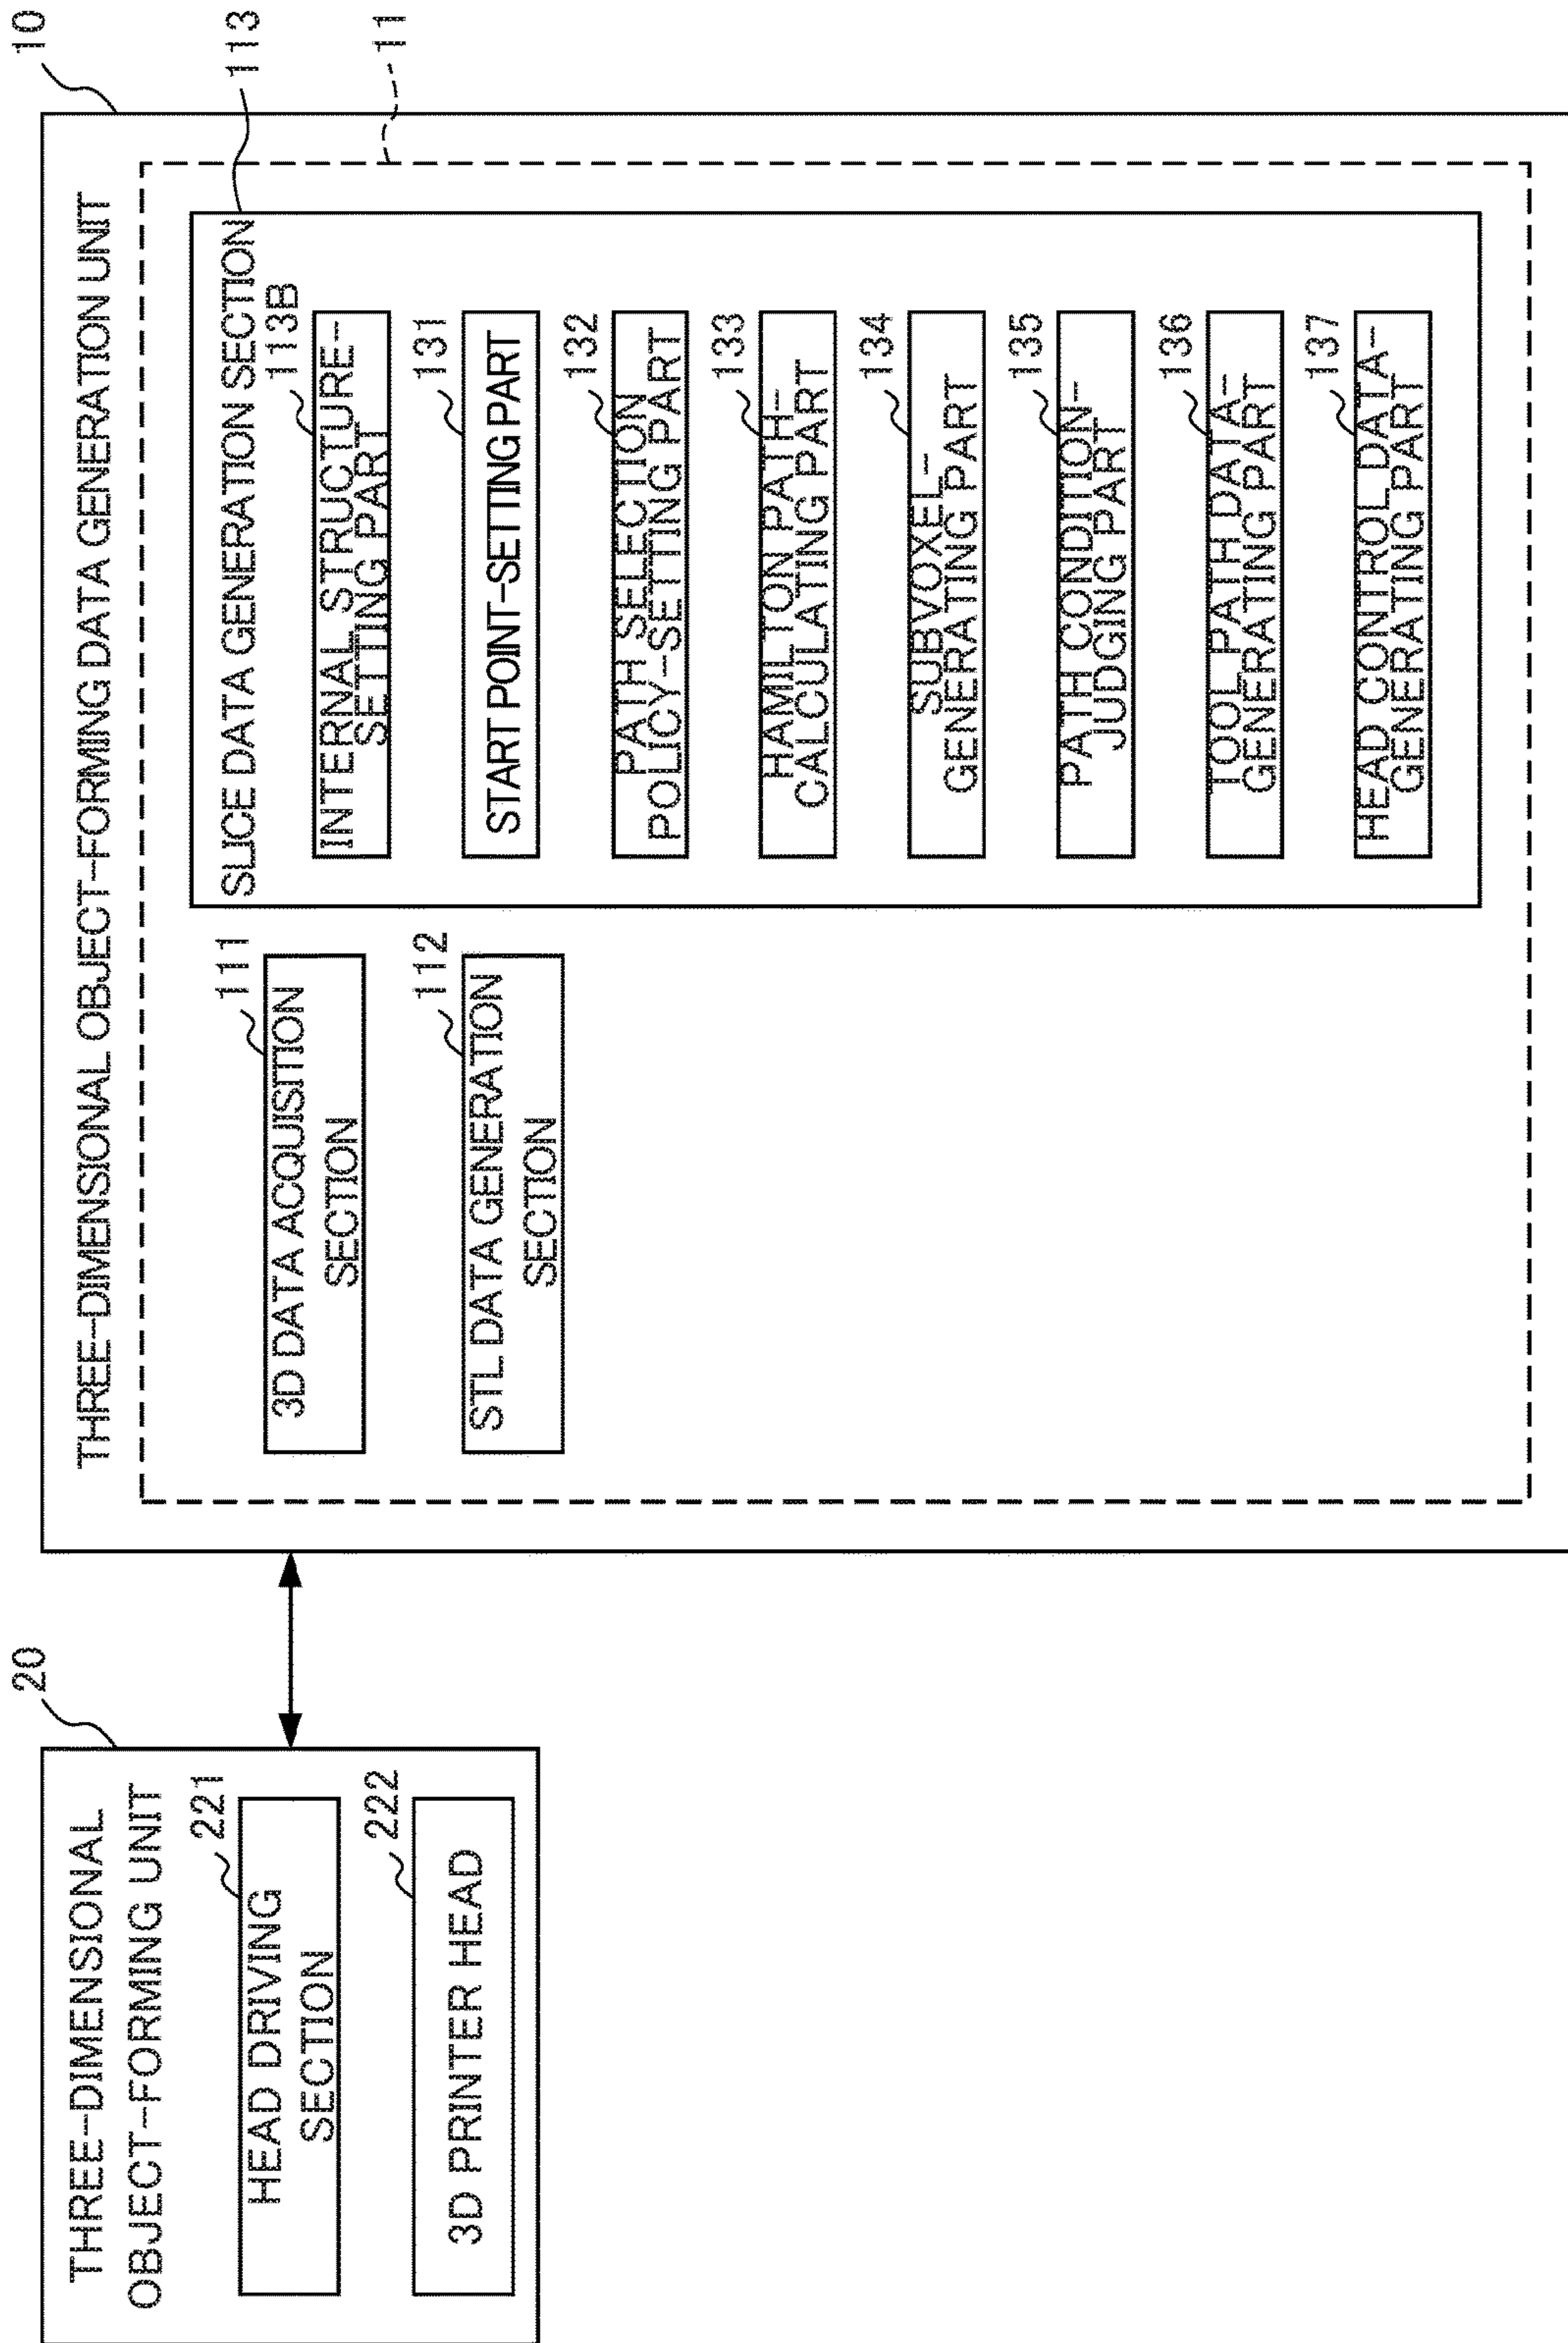 20
THREE-DIMENSIONAL
OBJECT-FORMING UNIT
221
HEAD DRIVING
SECTION
222
3D PRINTER HEAD
10
THREE-DIMENSIONAL OBJECT-FORMING DATA GENERATION UNIT
11
111
3D DATA ACQUISITION
SECTION
112
STL DATA GENERATION
SECTION
113
SLICE DATA GENERATION SECTION
113B
INTERNAL STRUCTURE-
SETTING PART
131
START POINT-SETTING PART
132
PATH SELECTION
POLICY-SETTING PART
133
HAMILTON PATH-
CALCULATING PART
134
SUBVOXEL-
GENERATING PART
135
PATH CONDITION-
JUDGING PART
136
TOOL PATH DATA-
GENERATING PART
137
HEAD CONTROL DATA-
GENERATING PART